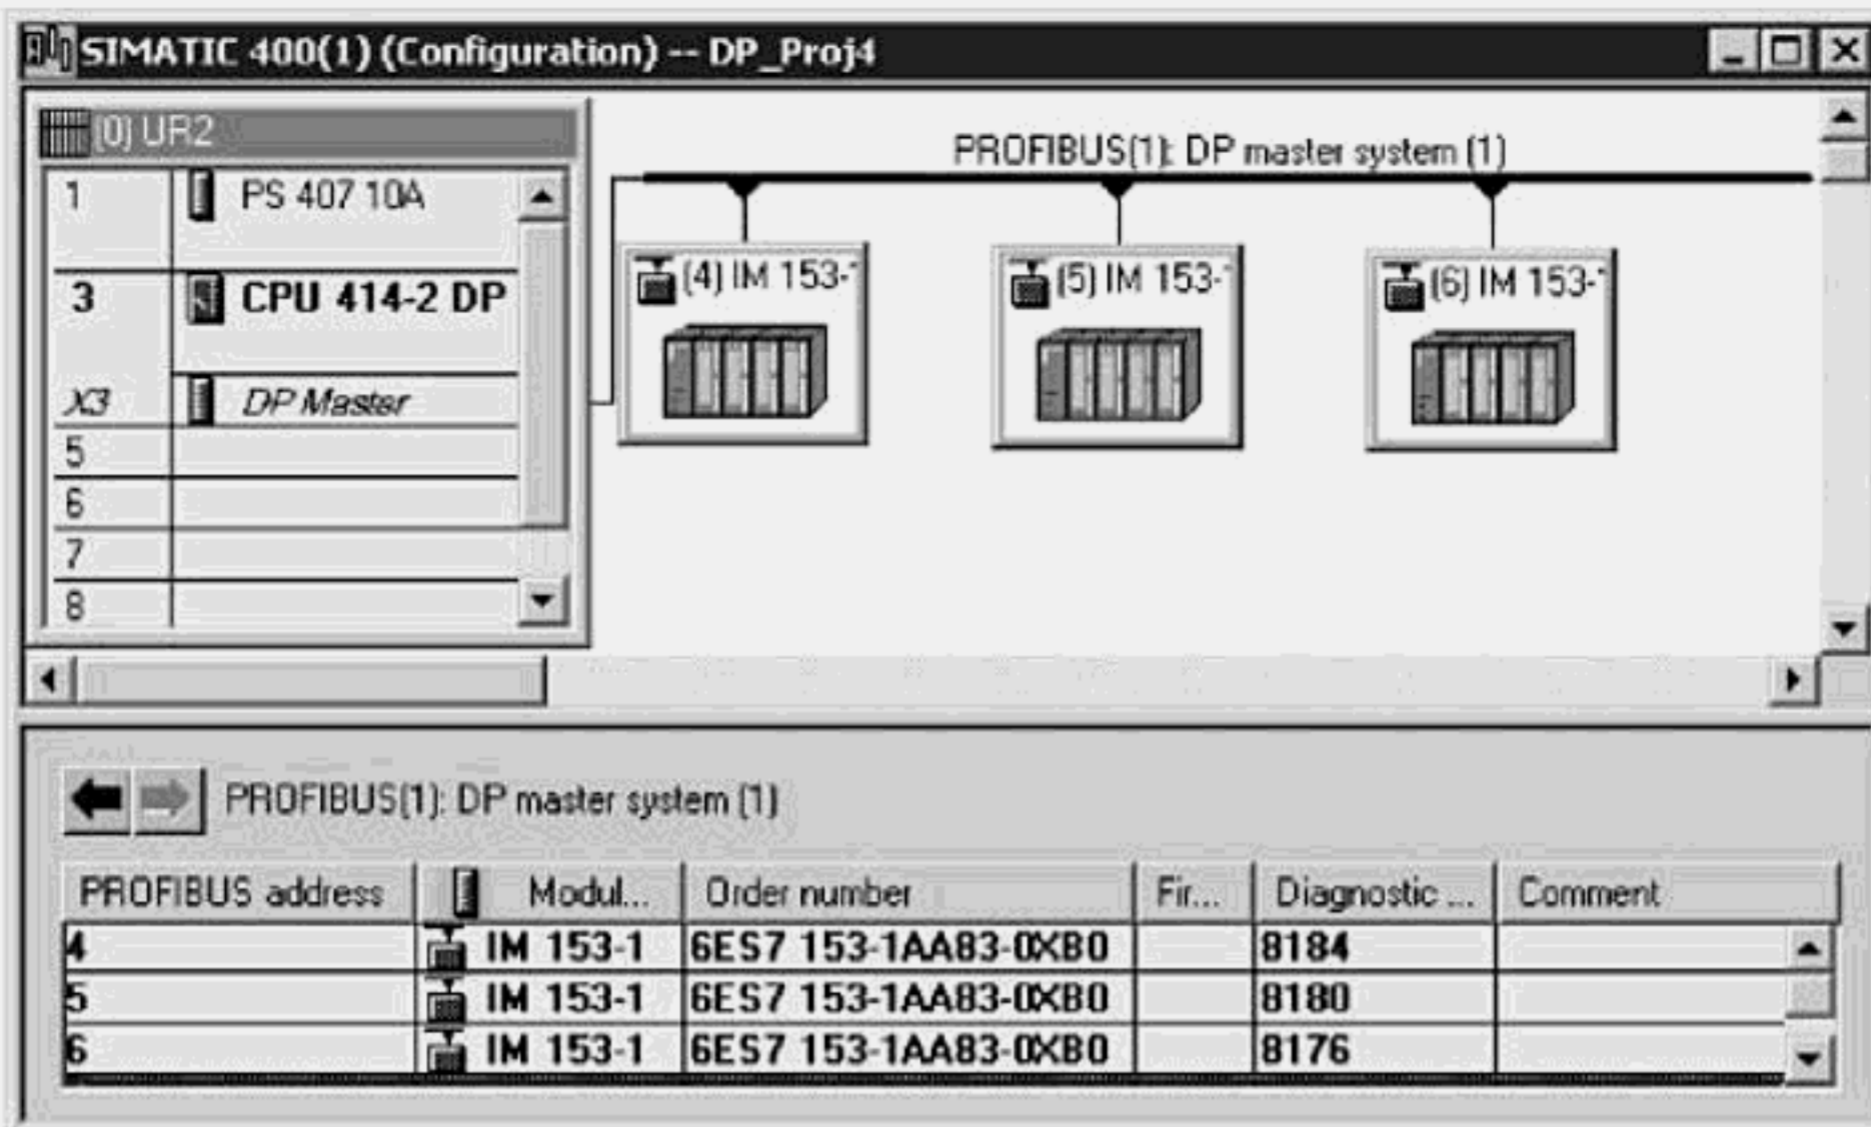 SIMATIC 400(1) (Configuration) -- DP_Proj4
(0) UR2
1 PS 407 10A
3 CPU 414-2 DP
X3 DP Master
5
6
7
8
PROFIBUS(1): DP master system (1)
(4) IM 153-1
(5) IM 153-1
(6) IM 153-1
PROFIBUS(1): DP master system (1)
PROFIBUS address Modul... Order number Fir... Diagnostic ... Comment
4 IM 153-1 6ES7 153-1AA83-0XB0 8184
5 IM 153-1 6ES7 153-1AA83-0XB0 8180
6 IM 153-1 6ES7 153-1AA83-0XB0 8176